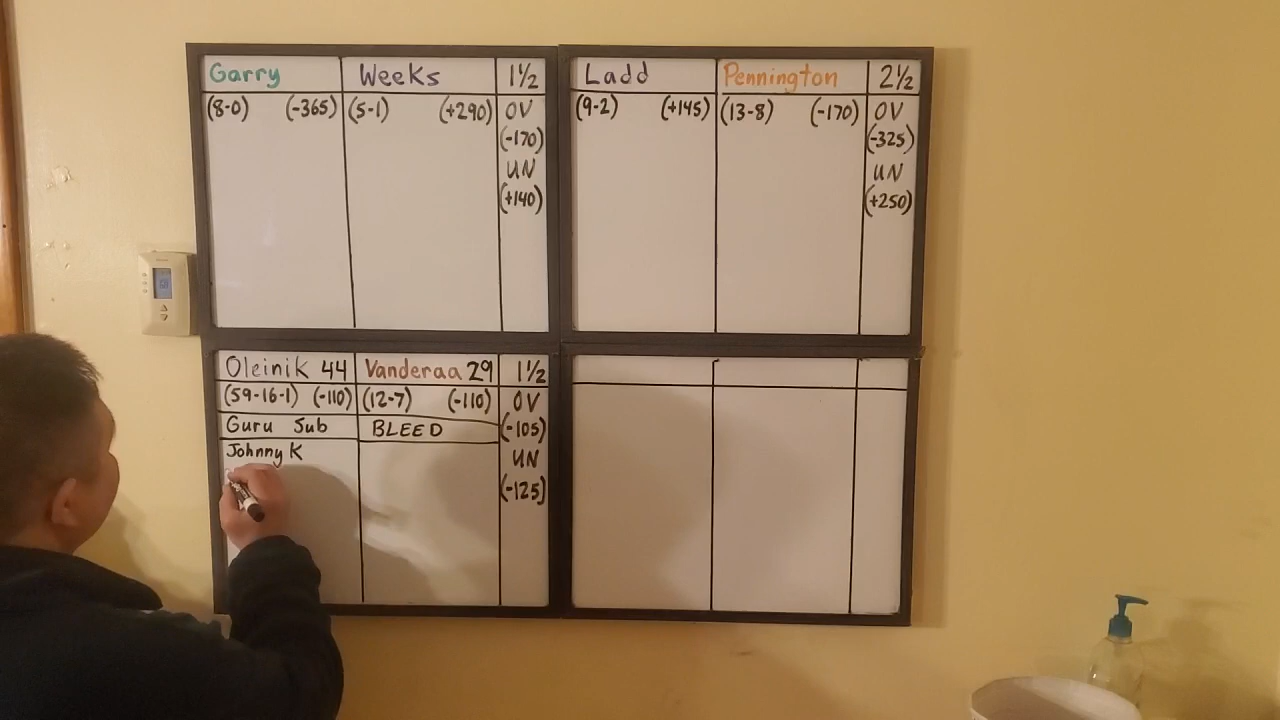 Garry Weeks 1½
(8-0) (-365) (5-1) (+290) OV
(-170)
UN
(+140)
Ladd Pennington 2½
(9-2) (+145) (13-8) (-170) OV
(-325)
UN
(+250)
Oleinik 44 Vanderaa 29 1½
(59-16-1) (-110) (12-7) (-110) OV
Guru Sub BLEED (-105)
Johnny K UN
(-125)